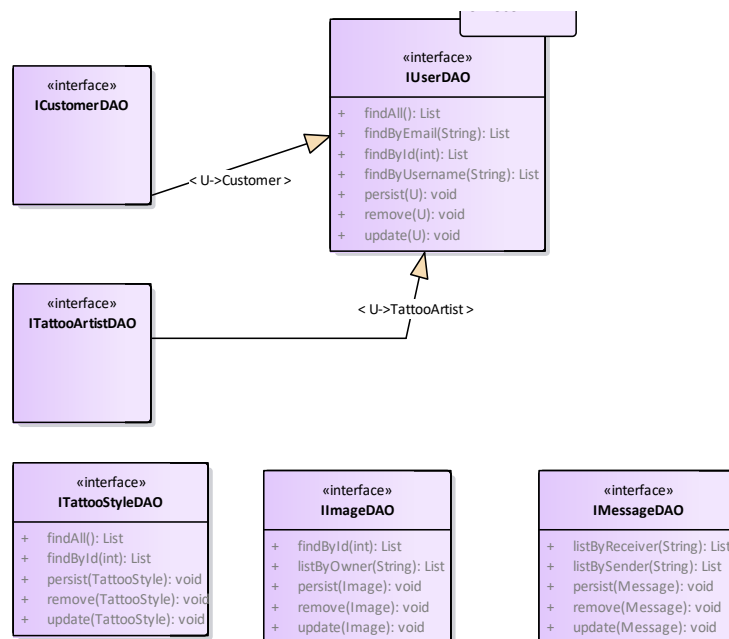 «interface»
IUserDAO
+ findAll(): List
+ findByEmail(String): List
+ findById(int): List
+ findByUsername(String): List
+ persist(U): void
+ remove(U): void
+ update(U): void
«interface»
ICustomerDAO
< U->Customer >
«interface»
ITattooArtistDAO
< U->TattooArtist >
«interface»
ITattooStyleDAO
+ findAll(): List
+ findById(int): List
+ persist(TattooStyle): void
+ remove(TattooStyle): void
+ update(TattooStyle): void
«interface»
IImageDAO
+ findById(int): List
+ listByOwner(String): List
+ persist(Image): void
+ remove(Image): void
+ update(Image): void
«interface»
IMessageDAO
+ listByReceiver(String): List
+ listBySender(String): List
+ persist(Message): void
+ remove(Message): void
+ update(Message): void